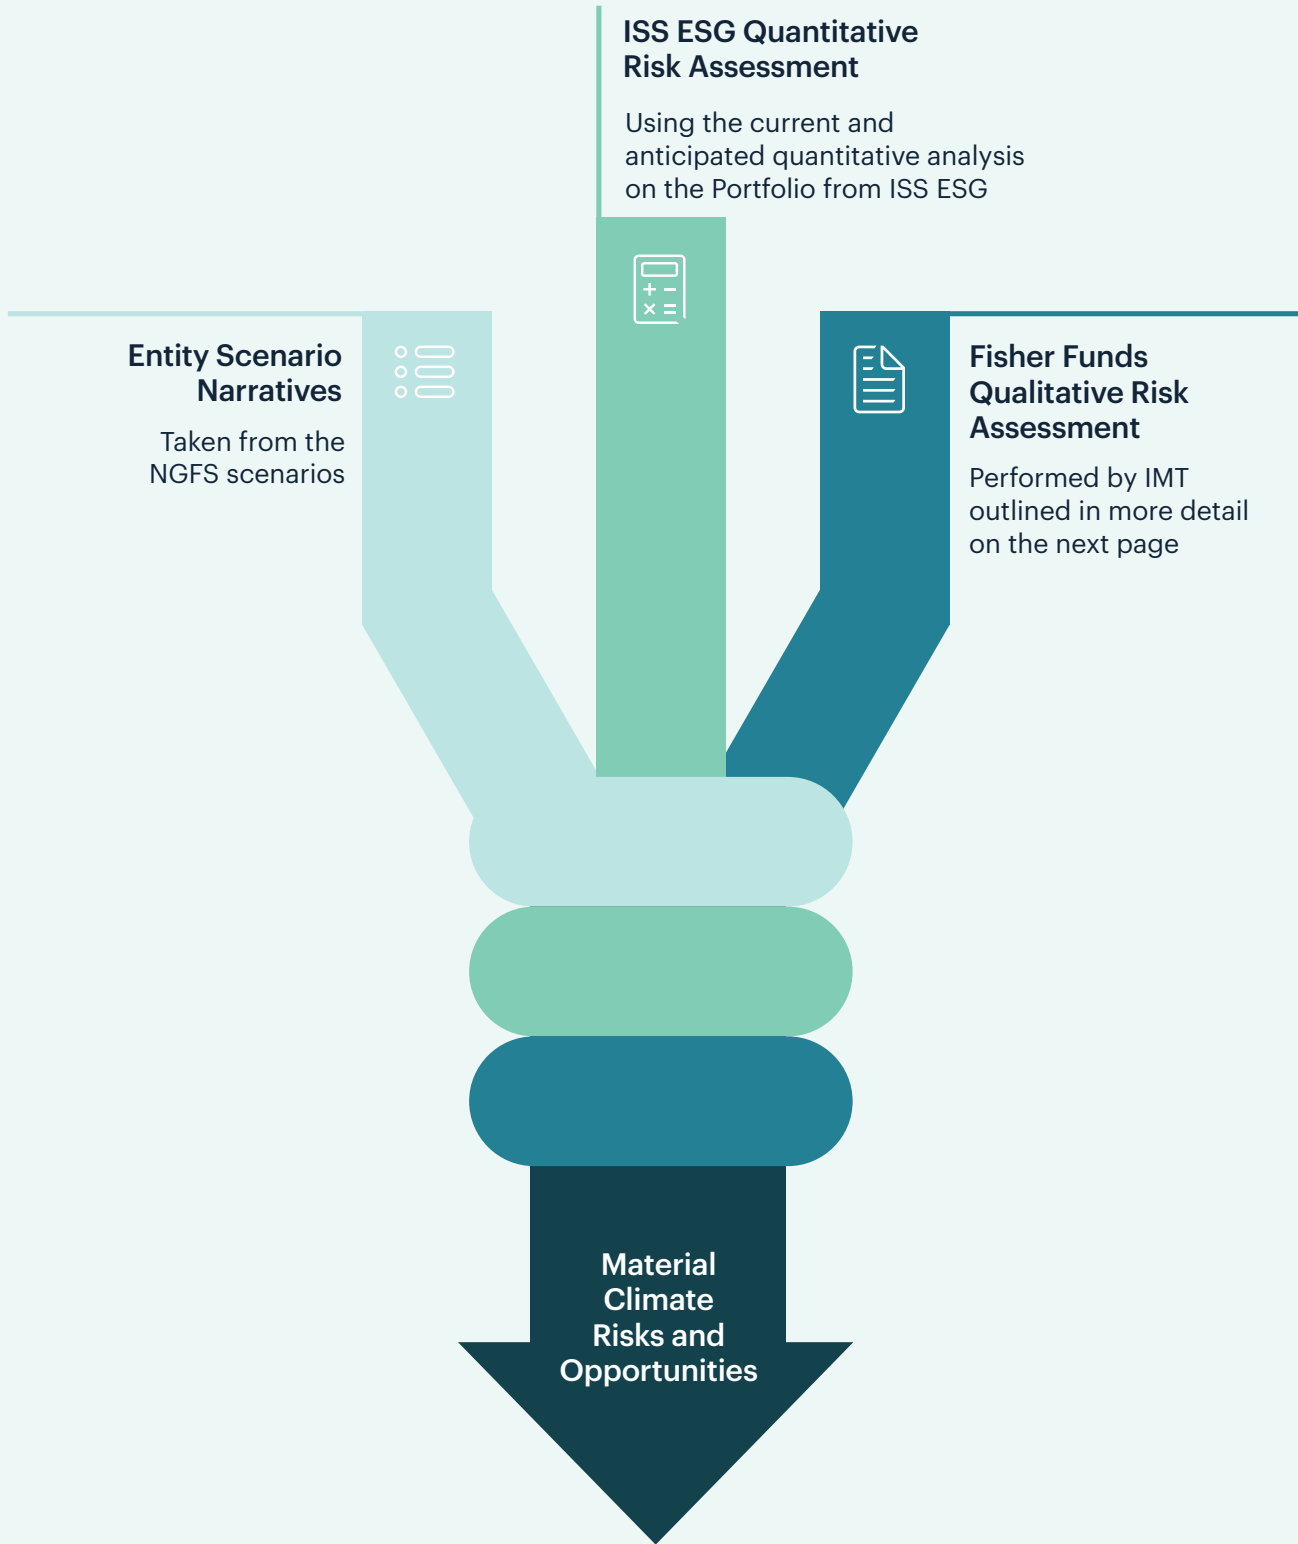 ISS ESG Quantitative
Risk Assessment
Using the current and
anticipated quantitative analysis
on the Portfolio from ISS ESG
Entity Scenario
Narratives
Taken from the
NGFS scenarios
Fisher Funds
Qualitative Risk
Assessment
Performed by IMT
outlined in more detail
on the next page
Material
Climate
Risks and
Opportunities